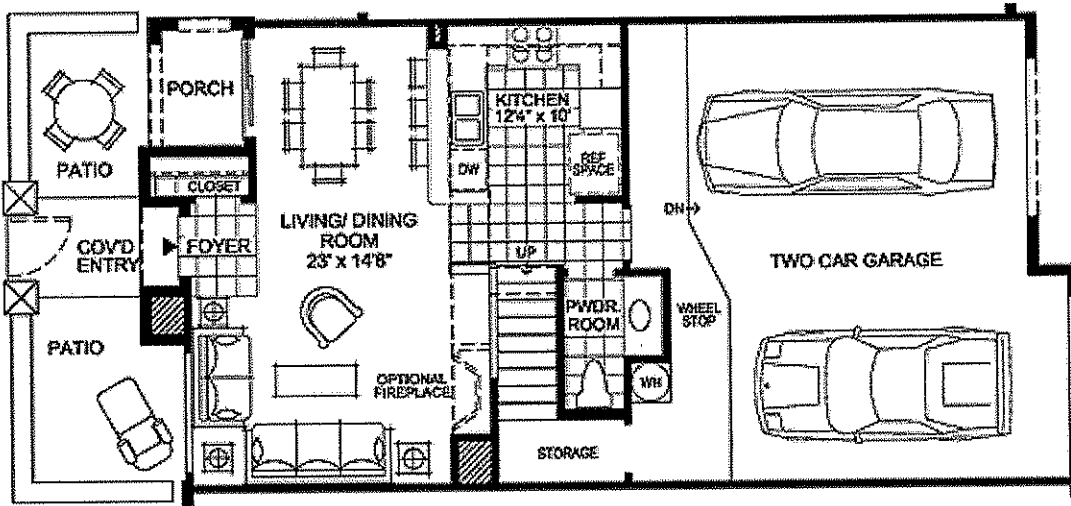 PORCH
PATIO
CLOSET
COV'D
ENTRY
FOYER
PATIO
LIVING/ DINING
ROOM
23' x 14'8"
OPTIONAL
FIREPLACE
KITCHEN
12'4" x 10'
DW
REF
SPACE
UP
PWDR.
ROOM
WH
STORAGE
DN
WHEEL
STOP
TWO CAR GARAGE